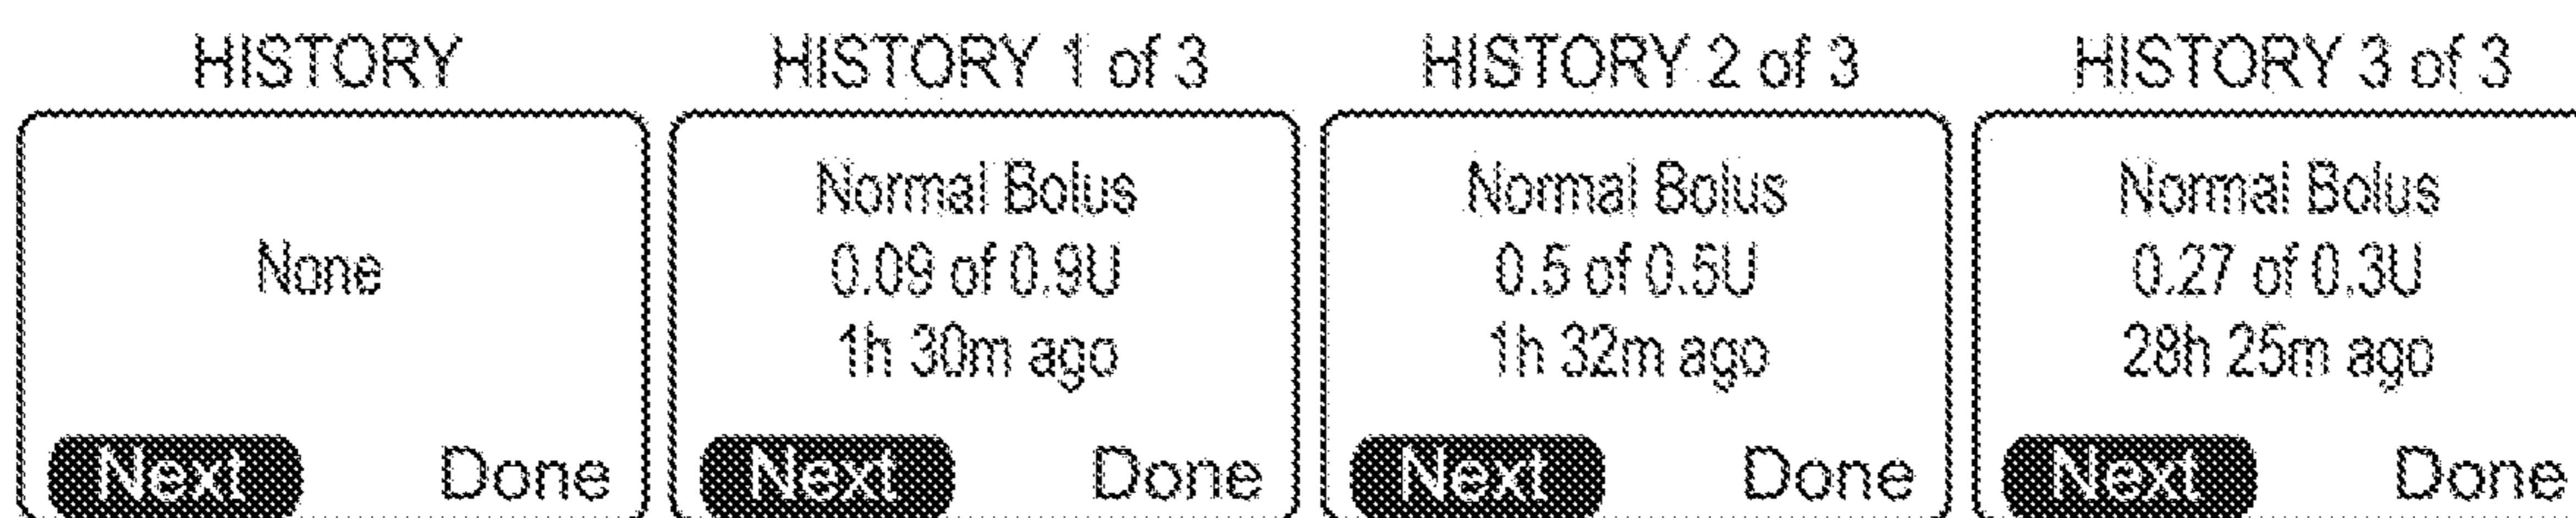 HISTORY
None
Next Done
HISTORY 1 of 3
Normal Bolus
0.09 of 0.9U
1h 30m ago
Next Done
HISTORY 2 of 3
Normal Bolus
0.5 of 0.5U
1h 32m ago
Next Done
HISTORY 3 of 3
Normal Bolus
0.27 of 0.3U
28h 25m ago
Next Done